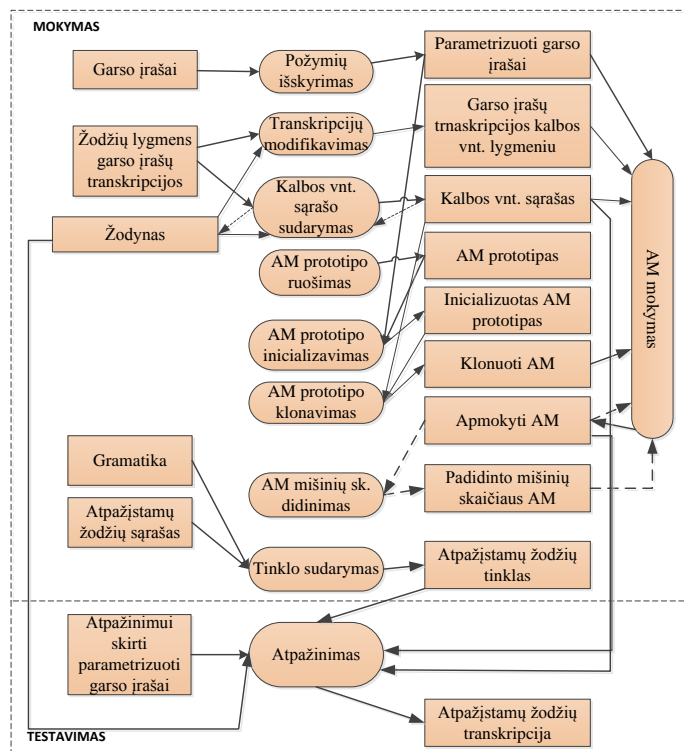 MOKYMAS
Garso įrašai
Požymių
išskyrimas
Parametrizuoti garso
įrašai
Žodžių lygmens
garso įrašų
transkripcijos
Transkripcijų
modifikavimas
Garso įrašų
trnaskripcijos kalbos
vnt. lygmeniu
Žodynas
Kalbos vnt.
sąrašo
sudarymas
Kalbos vnt. sąrašas
AM mokymas
AM prototipo
ruošimas
AM prototipas
AM prototipo
inicializavimas
Inicializuotas AM
prototipas
AM prototipo
klonavimas
Klonuoti AM
Apmokyti AM
Gramatika
AM mišinių sk.
didinimas
Padidinto mišinių
skaičiaus AM
Atpažįstamų
žodžių sąrašas
Tinklo sudarymas
Atpažįstamų žodžių
tinklas
Atpažinimui
skirti
parametrizuoti
garso įrašai
Atpažinimas
Atpažįstamų žodžių
transkripcija
TESTAVIMAS